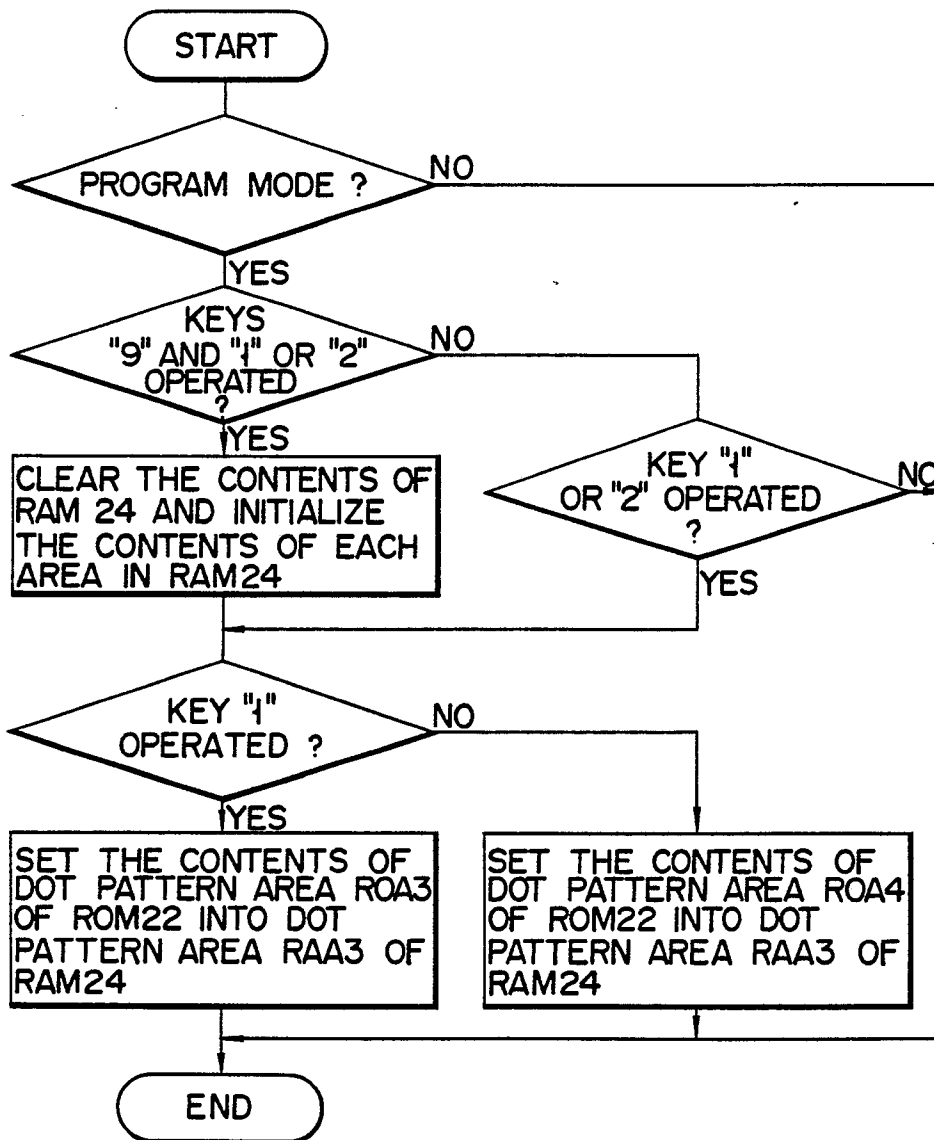 START
PROGRAM MODE ?
NO
YES
KEYS
"9" AND "1" OR "2"
OPERATED
?
NO
YES
CLEAR THE CONTENTS OF
RAM 24 AND INITIALIZE
THE CONTENTS OF EACH
AREA IN RAM24
KEY "1"
OR "2" OPERATED
?
NO
YES
KEY "1"
OPERATED ?
NO
YES
SET THE CONTENTS OF
DOT PATTERN AREA ROA3
OF ROM22 INTO DOT
PATTERN AREA RAA3 OF
RAM24
SET THE CONTENTS OF
DOT PATTERN AREA ROA4
OF ROM22 INTO DOT
PATTERN AREA RAA3 OF
RAM24
END